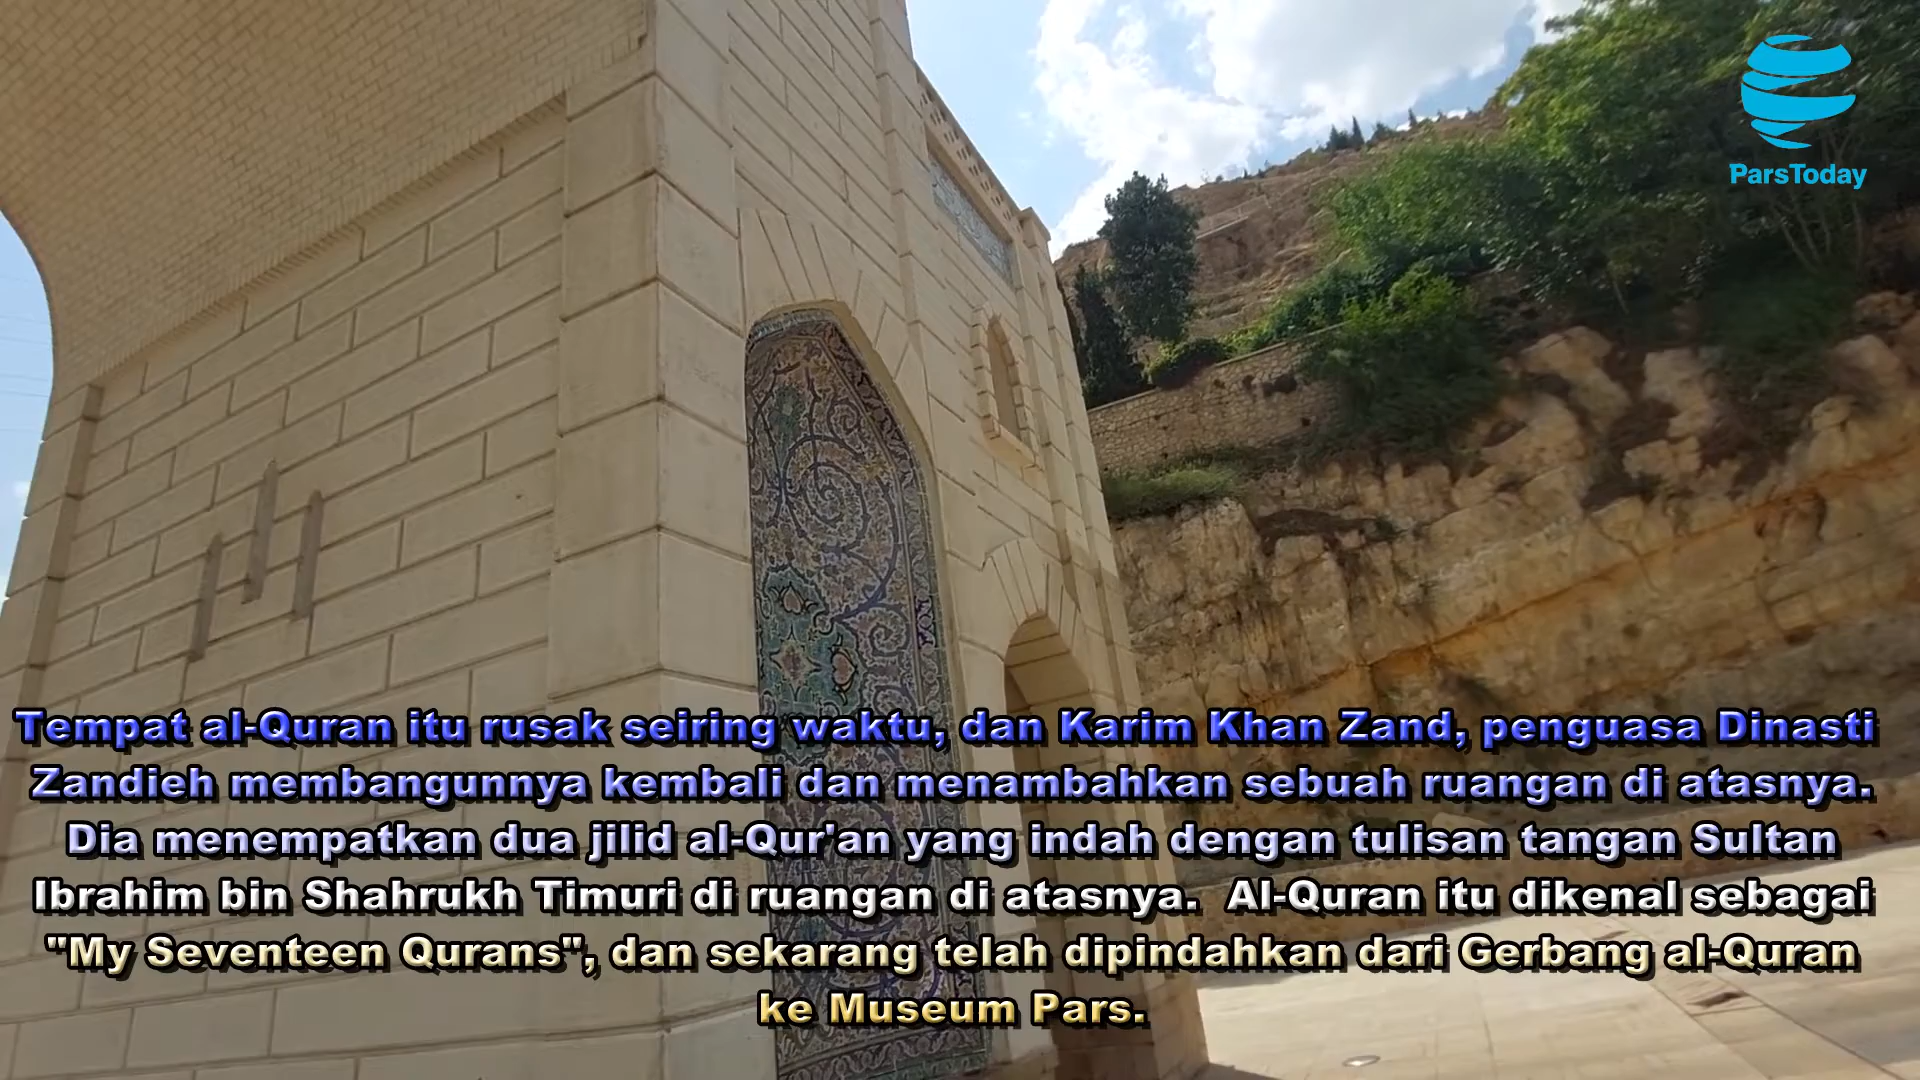 ParsToday
Tempat al-Quran itu rusak seiring waktu, dan Karim Khan Zand, penguasa Dinasti
Zandieh membangunnya kembali dan menambahkan sebuah ruangan di atasnya.
Dia menempatkan dua jilid al-Qur'an yang indah dengan tulisan tangan Sultan
Ibrahim bin Shahrukh Timuri di ruangan di atasnya.  Al-Quran itu dikenal sebagai
"My Seventeen Qurans", dan sekarang telah dipindahkan dari Gerbang al-Quran
ke Museum Pars.